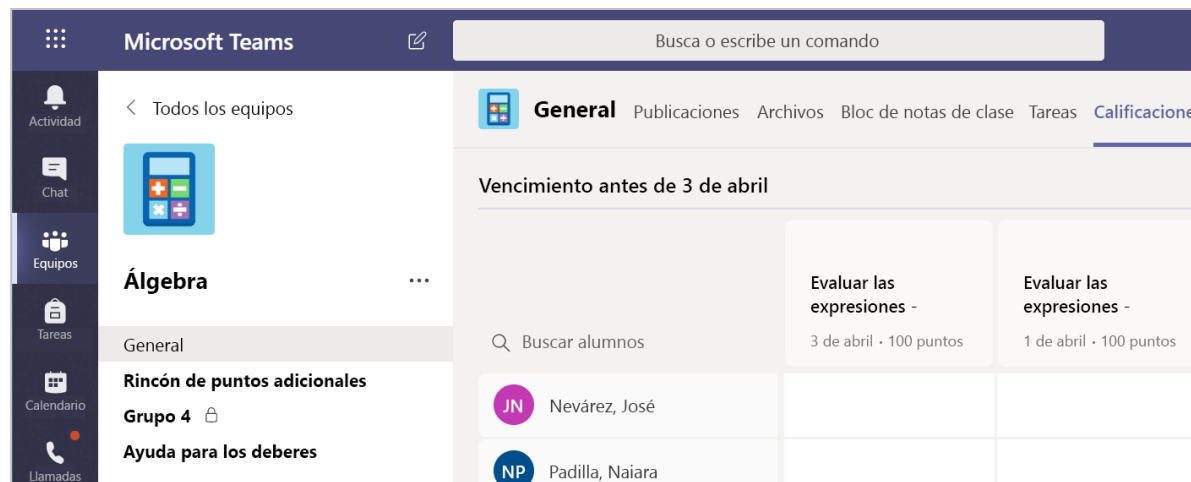 Microsoft Teams
Busca o escribe un comando
Actividad
Chat
Equipos
Tareas
Calendario
Llamadas
Todos los equipos
Álgebra
General
Rincón de puntos adicionales
Grupo 4
Ayuda para los deberes
General Publicaciones Archivos Bloc de notas de clase Tareas Calificacione
Vencimiento antes de 3 de abril
Buscar alumnos
Evaluar las
expresiones -
3 de abril • 100 puntos
Evaluar las
expresiones -
1 de abril • 100 puntos
JN Nevárez, José
NP Padilla, Naiara